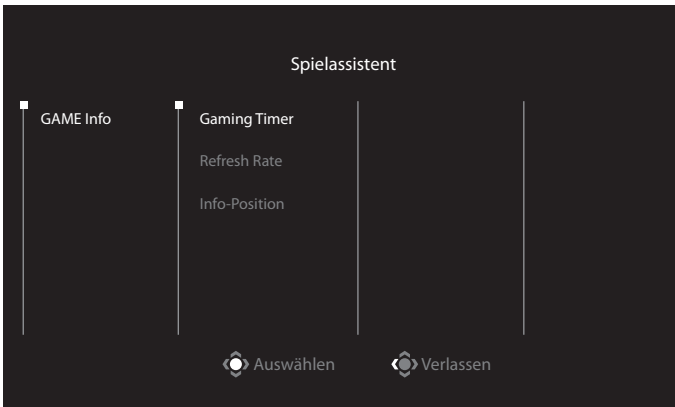 Spielassistent
GAME Info
Gaming Timer
Refresh Rate
Info-Position
Auswählen
Verlassen